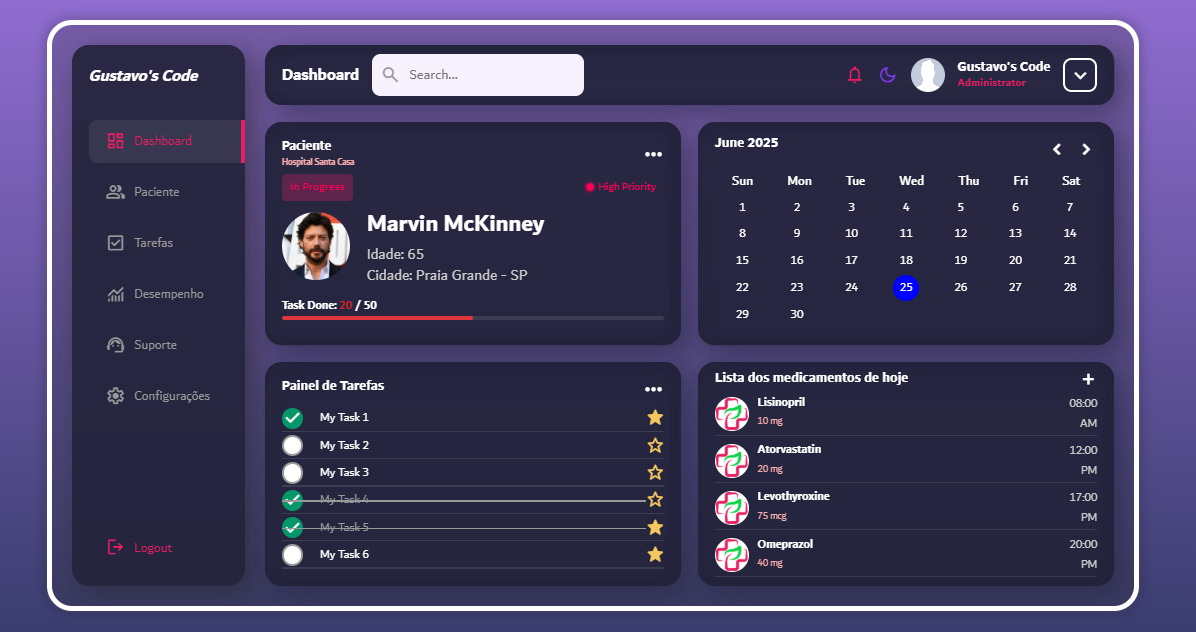 Gustavo's Code
Dashboard
Paciente
Tarefas
Desempenho
Suporte
Configurações
Logout
Dashboard
Search...
Gustavo's Code
Administrator
Paciente
Hospital Santa Casa
In Progress
High Priority
Marvin McKinney
Idade: 65
Cidade: Praia Grande - SP
Task Done: 20 / 50
June 2025
Sun Mon Tue Wed Thu Fri Sat
1 2 3 4 5 6 7
8 9 10 11 12 13 14
15 16 17 18 19 20 21
22 23 24 25 26 27 28
29 30
Painel de Tarefas
My Task 1
My Task 2
My Task 3
My Task 4
My Task 5
My Task 6
Lista dos medicamentos de hoje
Lisinopril 08:00
10 mg AM
Atorvastatin 12:00
20 mg PM
Levothyroxine 17:00
75 mcg PM
Omeprazol 20:00
40 mg PM